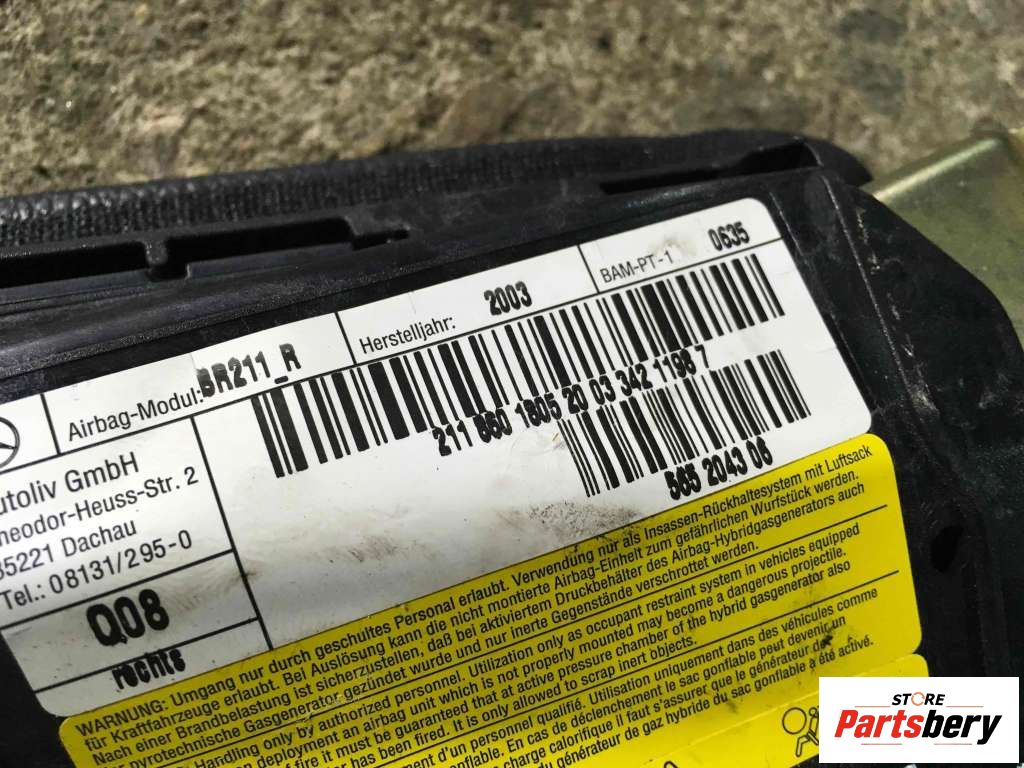 Airbag-Modul: BR211_R
Herstelljahr: 2003
BAM-PT-1 0635
211 860 1805 20 03 342 1198 7
565 2043 06
utoliv GmbH
heodor-Heuss-Str. 2
85221 Dachau
Tel.: 08131/295-0
Q08
rechts
WARNUNG: Umgang nur durch geschultes Personal erlaubt. Verwendung nur als Insassen-Rückhaltesystem mit Luftsack
für Kraftfahrzeuge erlaubt. Bei Auslösung kann die nicht montierte Airbag-Einheit zum gefährlichen Wurfstück werden.
Nach einer Brandbelastung ist sicherzustellen, daß bei aktiviertem Druckbehälter des Airbag-Hybridgasgenerators auch
der pyrotechnische Gasgenerator gezündet wurde und nur inerte Gegenstände verschrottet werden.
Handling only by authorized personnel. Utilization only as occupant restraint system in vehicles equipped
deployment an airbag unit which is not properly mounted may become a dangerous projectile.
of fire it must be guaranteed that at active pressure chamber of the hybrid gasgenerator also
has been fired. It is only allowed to scrap inert objects.
d'un personnel qualifié. Utilisation uniquement dans des véhicules comme
En cas de déclenchement le sac gonflable peut devenir un
charge calorifique il faut s'assurer que le générateur de
générateur de gaz hybride du sac gonflable a été activé.
STORE
Partsbery